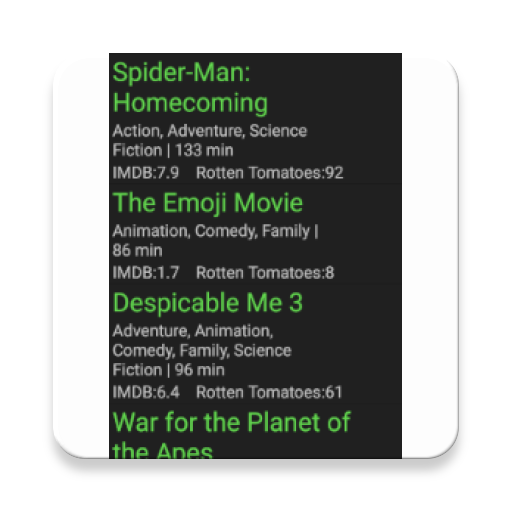 Spider-Man:
Homecoming
Action, Adventure, Science
Fiction | 133 min
IMDB:7.9 Rotten Tomatoes:92
The Emoji Movie
Animation, Comedy, Family |
86 min
IMDB:1.7 Rotten Tomatoes:8
Despicable Me 3
Adventure, Animation,
Comedy, Family, Science
Fiction | 96 min
IMDB:6.4 Rotten Tomatoes:61
War for the Planet of
the Apes